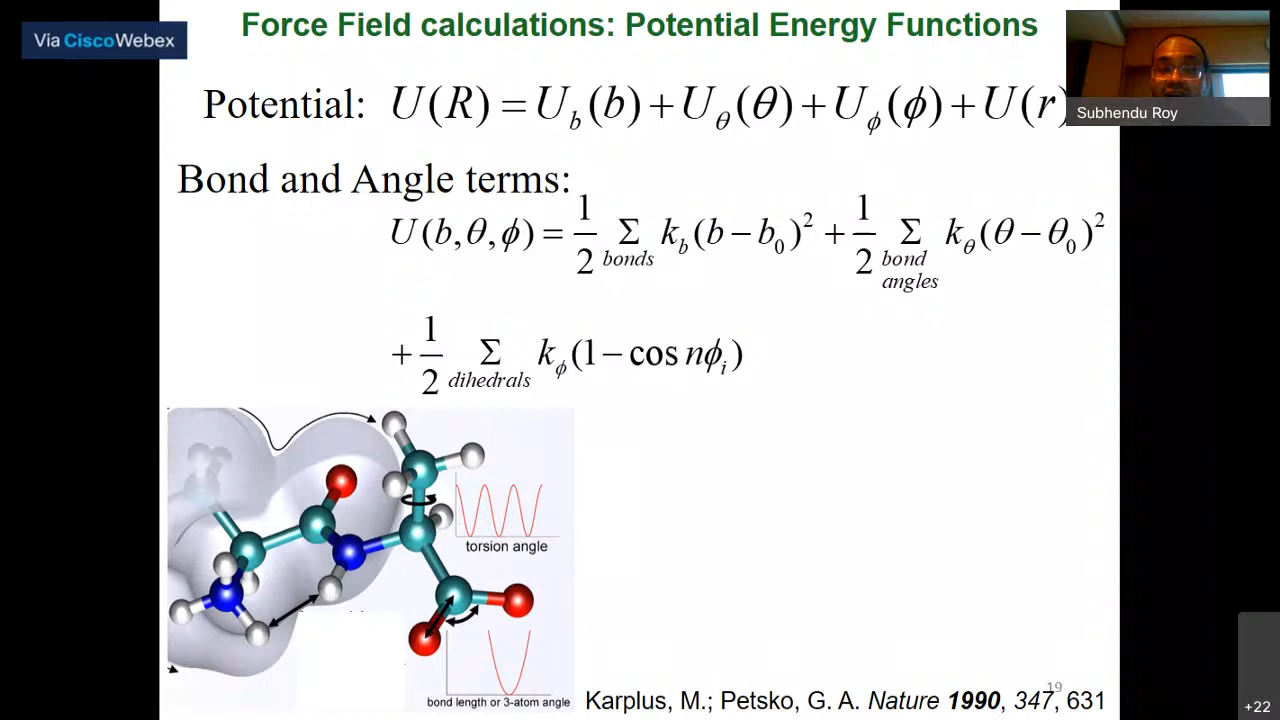 Force Field calculations: Potential Energy Functions
Via Cisco Webex
Subhendu Roy
Potential: U(R) = U_b(b) + U_θ(θ) + U_ϕ(ϕ) + U(r)
Bond and Angle terms:
U(b,θ,ϕ) = 1/2 Σ_bonds k_b(b − b_0)^2 + 1/2 Σ_bond angles k_θ(θ − θ_0)^2
+ 1/2 Σ_dihedrals k_ϕ(1 − cos nϕ_i)
torsion angle
bond length or 3-atom angle
19
Karplus, M.; Petsko, G. A. Nature 1990, 347, 631
+22